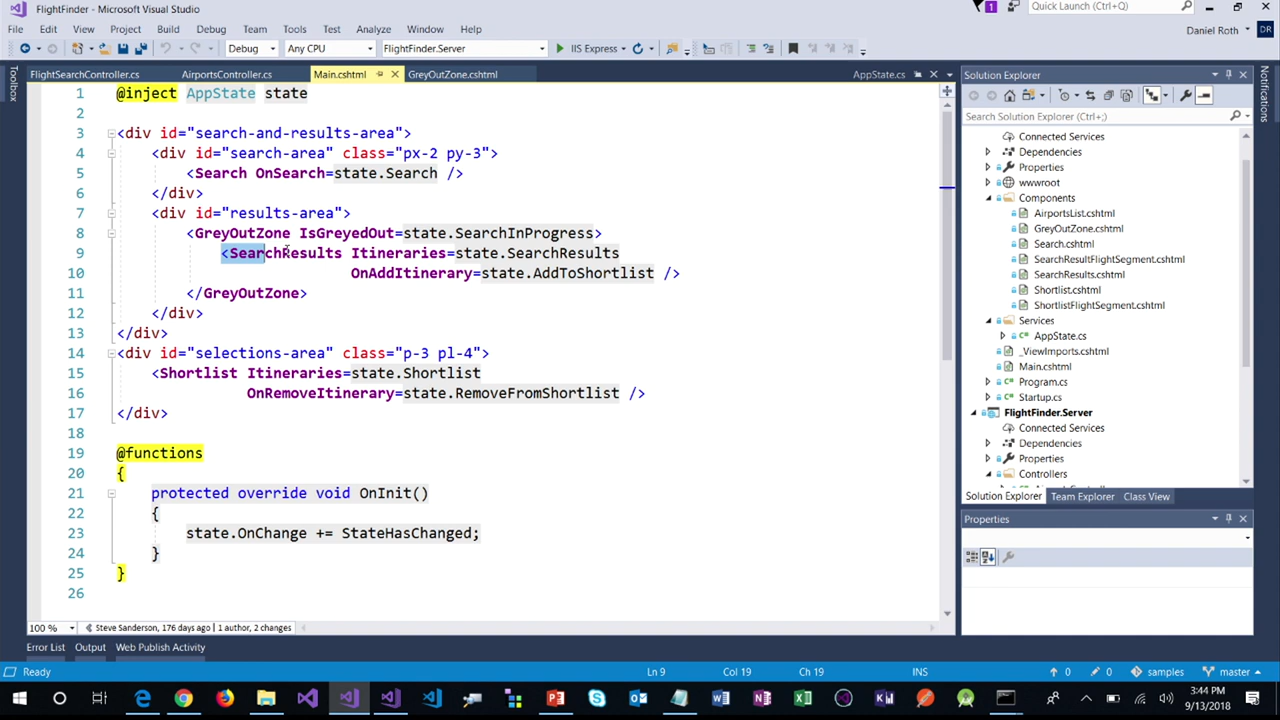 FlightFinder - Microsoft Visual Studio
1
Quick Launch (Ctrl+;)
File Edit View Project Build Debug Team Tools Test Analyze Window Help
Daniel Roth DR
Debug Any CPU FlightFinder.Server IIS Express
Toolbox
FlightSearchController.cs AirportsController.cs Main.cshtml GreyOutZone.cshtml AppState.cs
1 @inject AppState state
2
3 <div id="search-and-results-area">
4 <div id="search-area" class="px-2 py-3">
5 <Search OnSearch=state.Search />
6 </div>
7 <div id="results-area">
8 <GreyOutZone IsGreyedOut=state.SearchInProgress>
9 <SearchResults Itineraries=state.SearchResults
10 OnAddItinerary=state.AddToShortlist />
11 </GreyOutZone>
12 </div>
13 </div>
14 <div id="selections-area" class="p-3 pl-4">
15 <Shortlist Itineraries=state.Shortlist
16 OnRemoveItinerary=state.RemoveFromShortlist />
17 </div>
18
19 @functions
20 {
21 protected override void OnInit()
22 {
23 state.OnChange += StateHasChanged;
24 }
25 }
26
100 % Steve Sanderson, 176 days ago | 1 author, 2 changes
Solution Explorer
Search Solution Explorer (Ctrl+;)
Connected Services
Dependencies
Properties
wwwroot
Components
AirportsList.cshtml
GreyOutZone.cshtml
Search.cshtml
SearchResultFlightSegment.cshtml
SearchResults.cshtml
Shortlist.cshtml
ShortlistFlightSegment.cshtml
Services
AppState.cs
_ViewImports.cshtml
Main.cshtml
Program.cs
Startup.cs
FlightFinder.Server
Connected Services
Dependencies
Properties
Controllers
Solution Explorer Team Explorer Class View
Properties
Notifications
Error List Output Web Publish Activity
Ready Ln 9 Col 19 Ch 19 INS 0 0 samples master
3:44 PM
9/13/2018